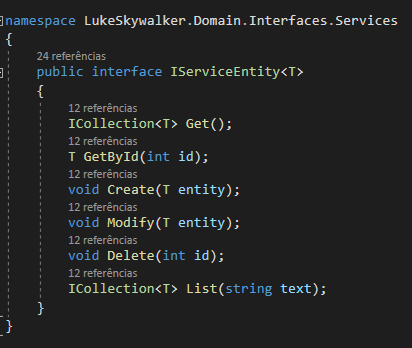 namespace LukeSkywalker.Domain.Interfaces.Services
{
24 referências
public interface IServiceEntity<T>
{
12 referências
ICollection<T> Get();
12 referências
T GetById(int id);
12 referências
void Create(T entity);
12 referências
void Modify(T entity);
12 referências
void Delete(int id);
12 referências
ICollection<T> List(string text);
}
}